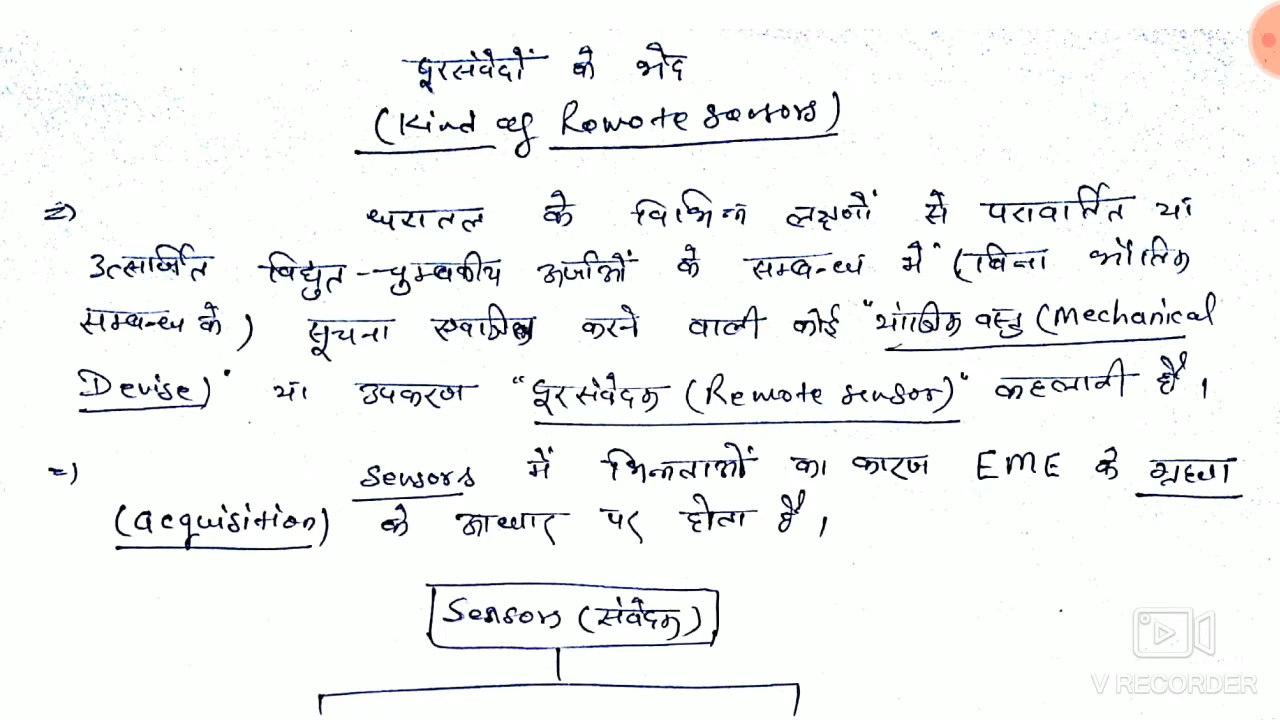 दूरसंवेदों के भेद
(Kind of Remote sensors)
=) धरातल के विभिन्न लक्षणों से परावर्तित या
उत्सर्जित विद्युत-चुम्बकीय ऊर्जाओं के सम्बन्ध में (बिना भौतिक
सम्बन्ध के) सूचना करने वाली कोई "यांत्रिक वस्तु (Mechanical
Devise)" या उपकरण "दूरसंवेदक (Remote sensor)" कहलाती है।
=) Sensors में भिन्नताओं का कारण EME के ग्रहण
(acquisition) के आधार पर होता है।
Sensors (संवेदक)
V RECORDER